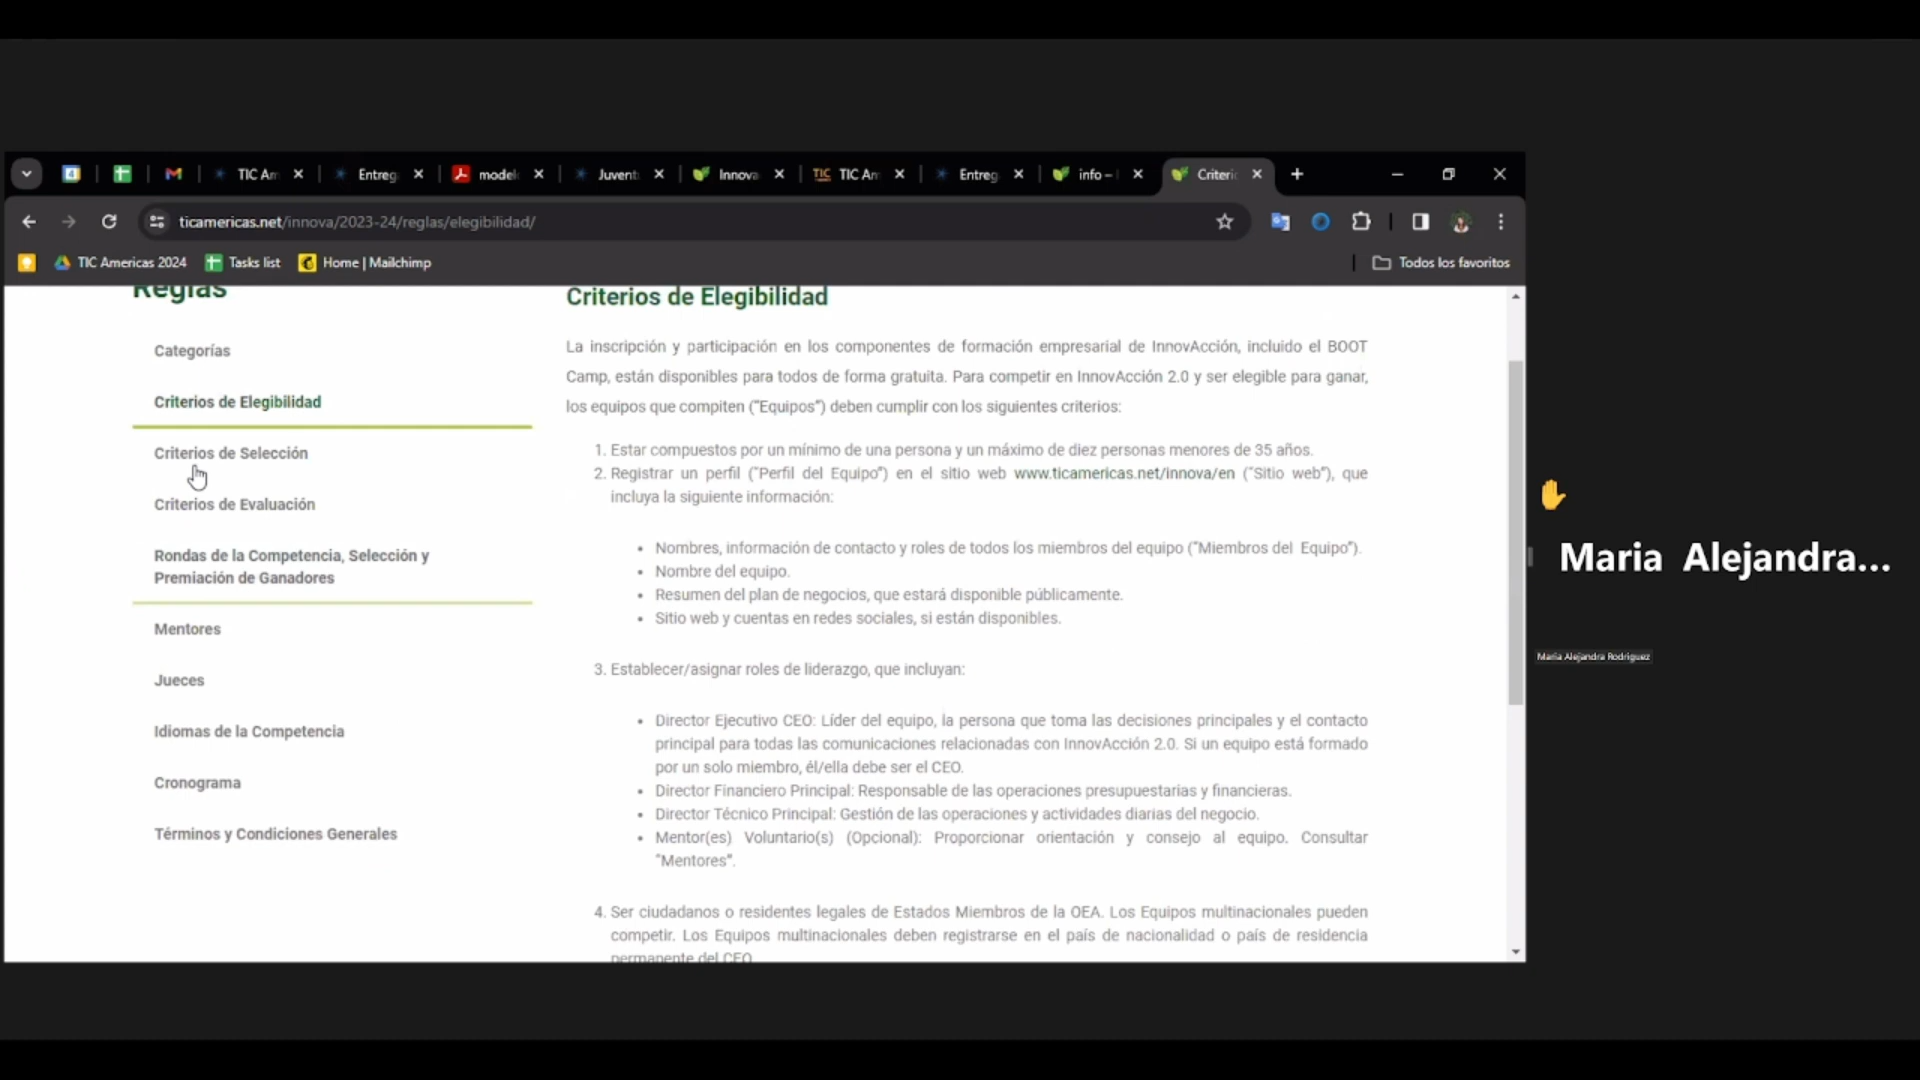 TIC Am
Entreg
model
Juvent
Innova
TIC TIC Am
Entreg
info –
Criteri
ticamericas.net/innova/2023-24/reglas/elegibilidad/
TIC Americas 2024
Tasks list
Home | Mailchimp
Todos los favoritos
Reglas
Categorías
Criterios de Elegibilidad
Criterios de Selección
Criterios de Evaluación
Rondas de la Competencia, Selección y
Premiación de Ganadores
Mentores
Jueces
Idiomas de la Competencia
Cronograma
Términos y Condiciones Generales
Criterios de Elegibilidad
La inscripción y participación en los componentes de formación empresarial de InnovAcción, incluido el BOOT
Camp, están disponibles para todos de forma gratuita. Para competir en InnovAcción 2.0 y ser elegible para ganar,
los equipos que compiten ("Equipos") deben cumplir con los siguientes criterios:
1. Estar compuestos por un mínimo de una persona y un máximo de diez personas menores de 35 años.
2. Registrar un perfil ("Perfil del Equipo") en el sitio web www.ticamericas.net/innova/en ("Sitio web"), que
incluya la siguiente información:
• Nombres, información de contacto y roles de todos los miembros del equipo ("Miembros del Equipo").
• Nombre del equipo.
• Resumen del plan de negocios, que estará disponible públicamente.
• Sitio web y cuentas en redes sociales, si están disponibles.
3. Establecer/asignar roles de liderazgo, que incluyan:
• Director Ejecutivo CEO: Líder del equipo, la persona que toma las decisiones principales y el contacto
principal para todas las comunicaciones relacionadas con InnovAcción 2.0. Si un equipo está formado
por un solo miembro, él/ella debe ser el CEO.
• Director Financiero Principal: Responsable de las operaciones presupuestarias y financieras.
• Director Técnico Principal: Gestión de las operaciones y actividades diarias del negocio.
• Mentor(es) Voluntario(s) (Opcional): Proporcionar orientación y consejo al equipo. Consultar
"Mentores".
4. Ser ciudadanos o residentes legales de Estados Miembros de la OEA. Los Equipos multinacionales pueden
competir. Los Equipos multinacionales deben registrarse en el país de nacionalidad o país de residencia
permanente del CEO
Maria Alejandra...
Maria Alejandra Rodriguez